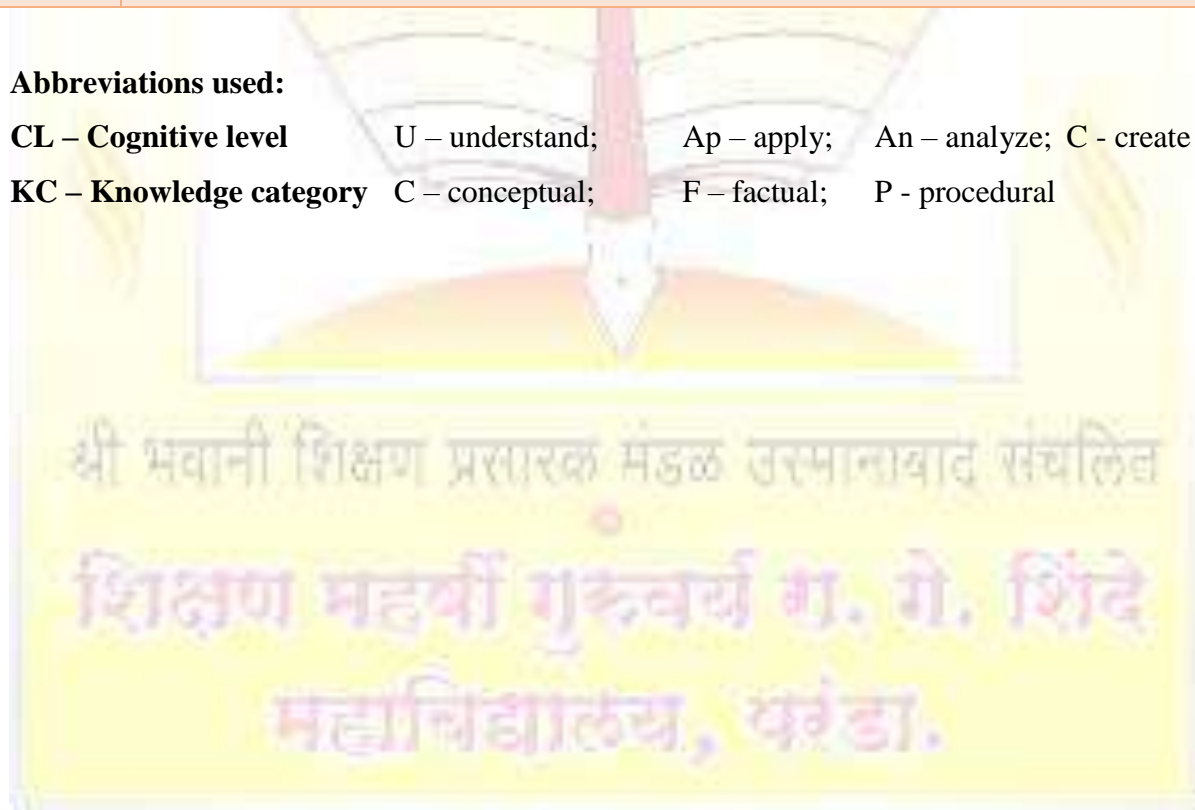 Abbreviations used:
CL – Cognitive level U – understand; Ap – apply; An – analyze; C - create
KC – Knowledge category C – conceptual; F – factual; P - procedural
श्री भवानी शिक्षण प्रसारक मंडळ उस्मानाबाद संचलित
शिक्षण महर्षी गुरुवर्य रा. गे. शिंदे
महाविद्यालय, परंडा.